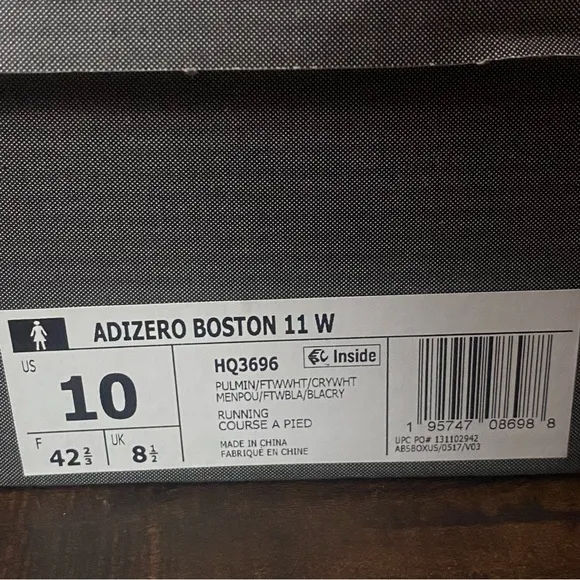 ADIZERO BOSTON 11 W
US
10
F
42 2/3
UK
8 1/2
HQ3696
Inside
PULMIN/FTWWHT/CRYWHT
MENPOU/FTWBLA/BLACRY
RUNNING
COURSE A PIED
MADE IN CHINA
FABRIQUÉ EN CHINE
1 95747 08698 8
UPC PO# 131102942
ABSBOXUS/0517/V03